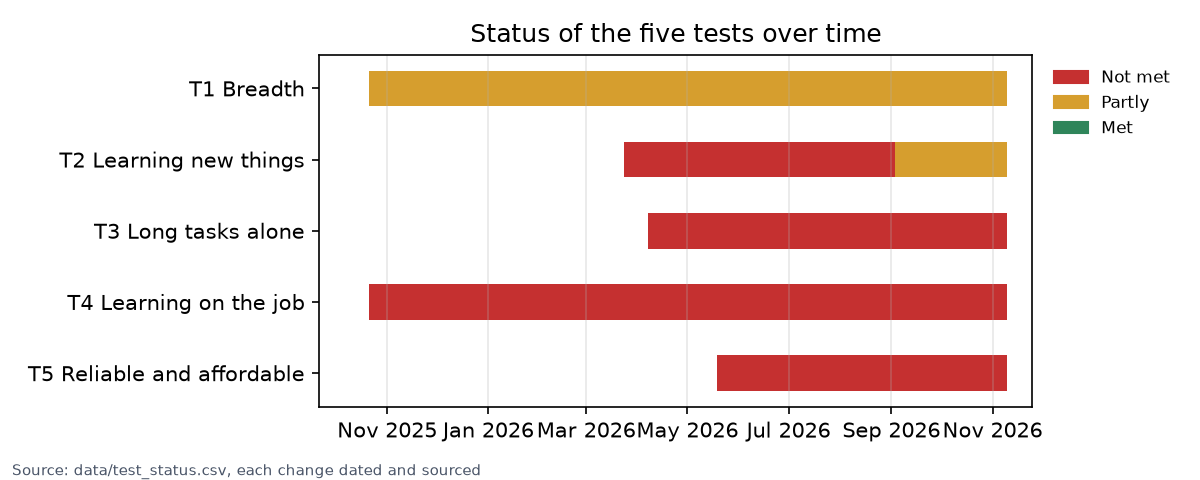 Status of the five tests over time
T1 Breadth
T2 Learning new things
T3 Long tasks alone
T4 Learning on the job
T5 Reliable and affordable
Nov 2025 Jan 2026 Mar 2026 May 2026 Jul 2026 Sep 2026 Nov 2026
Not met
Partly
Met
Source: data/test_status.csv, each change dated and sourced